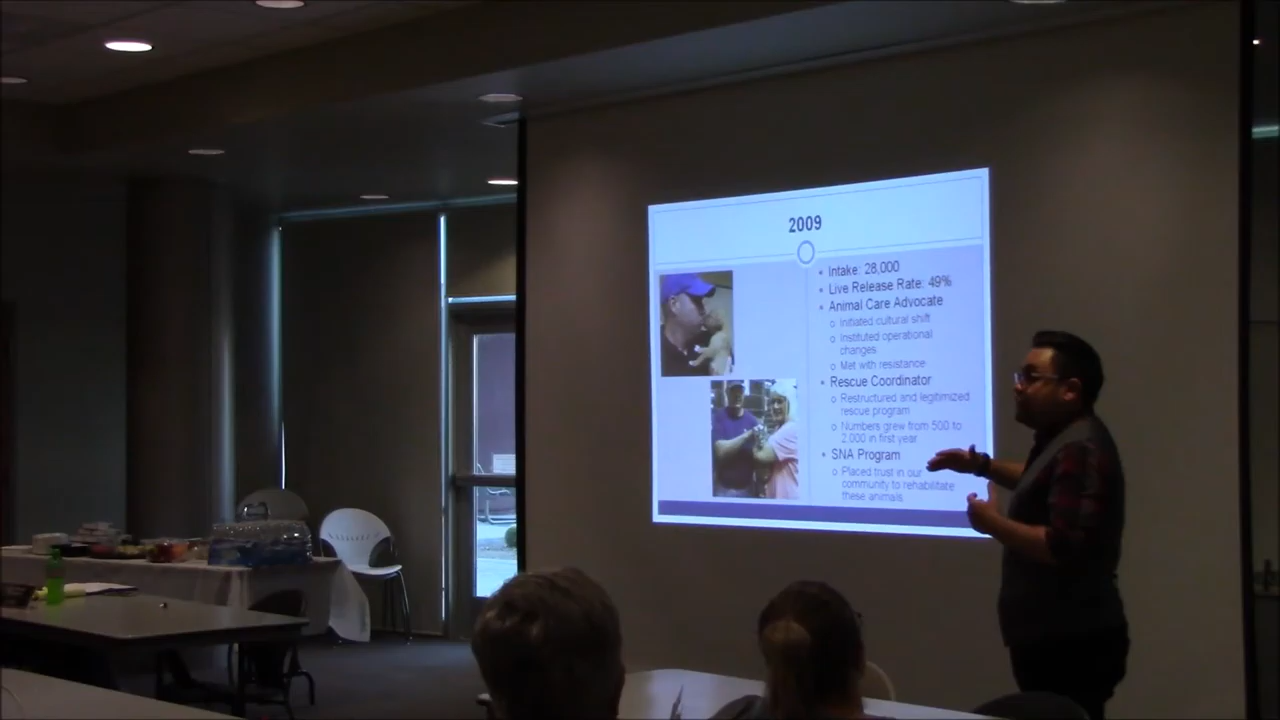 2009
• Intake: 28,000
• Live Release Rate: 49%
• Animal Care Advocate
o Initiated cultural shift
o Instituted operational
changes
o Met with resistance
• Rescue Coordinator
o Restructured and legitimized
rescue program
o Numbers grew from 500 to
2,000 in first year
• SNA Program
o Placed trust in our
community to rehabilitate
these animals